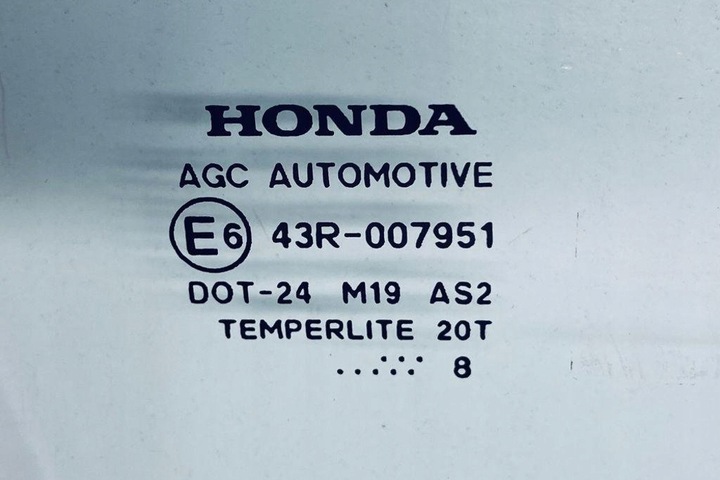 HONDA
AGC AUTOMOTIVE
E6 43R-007951
DOT-24 M19 AS2
TEMPERLITE 20T
8